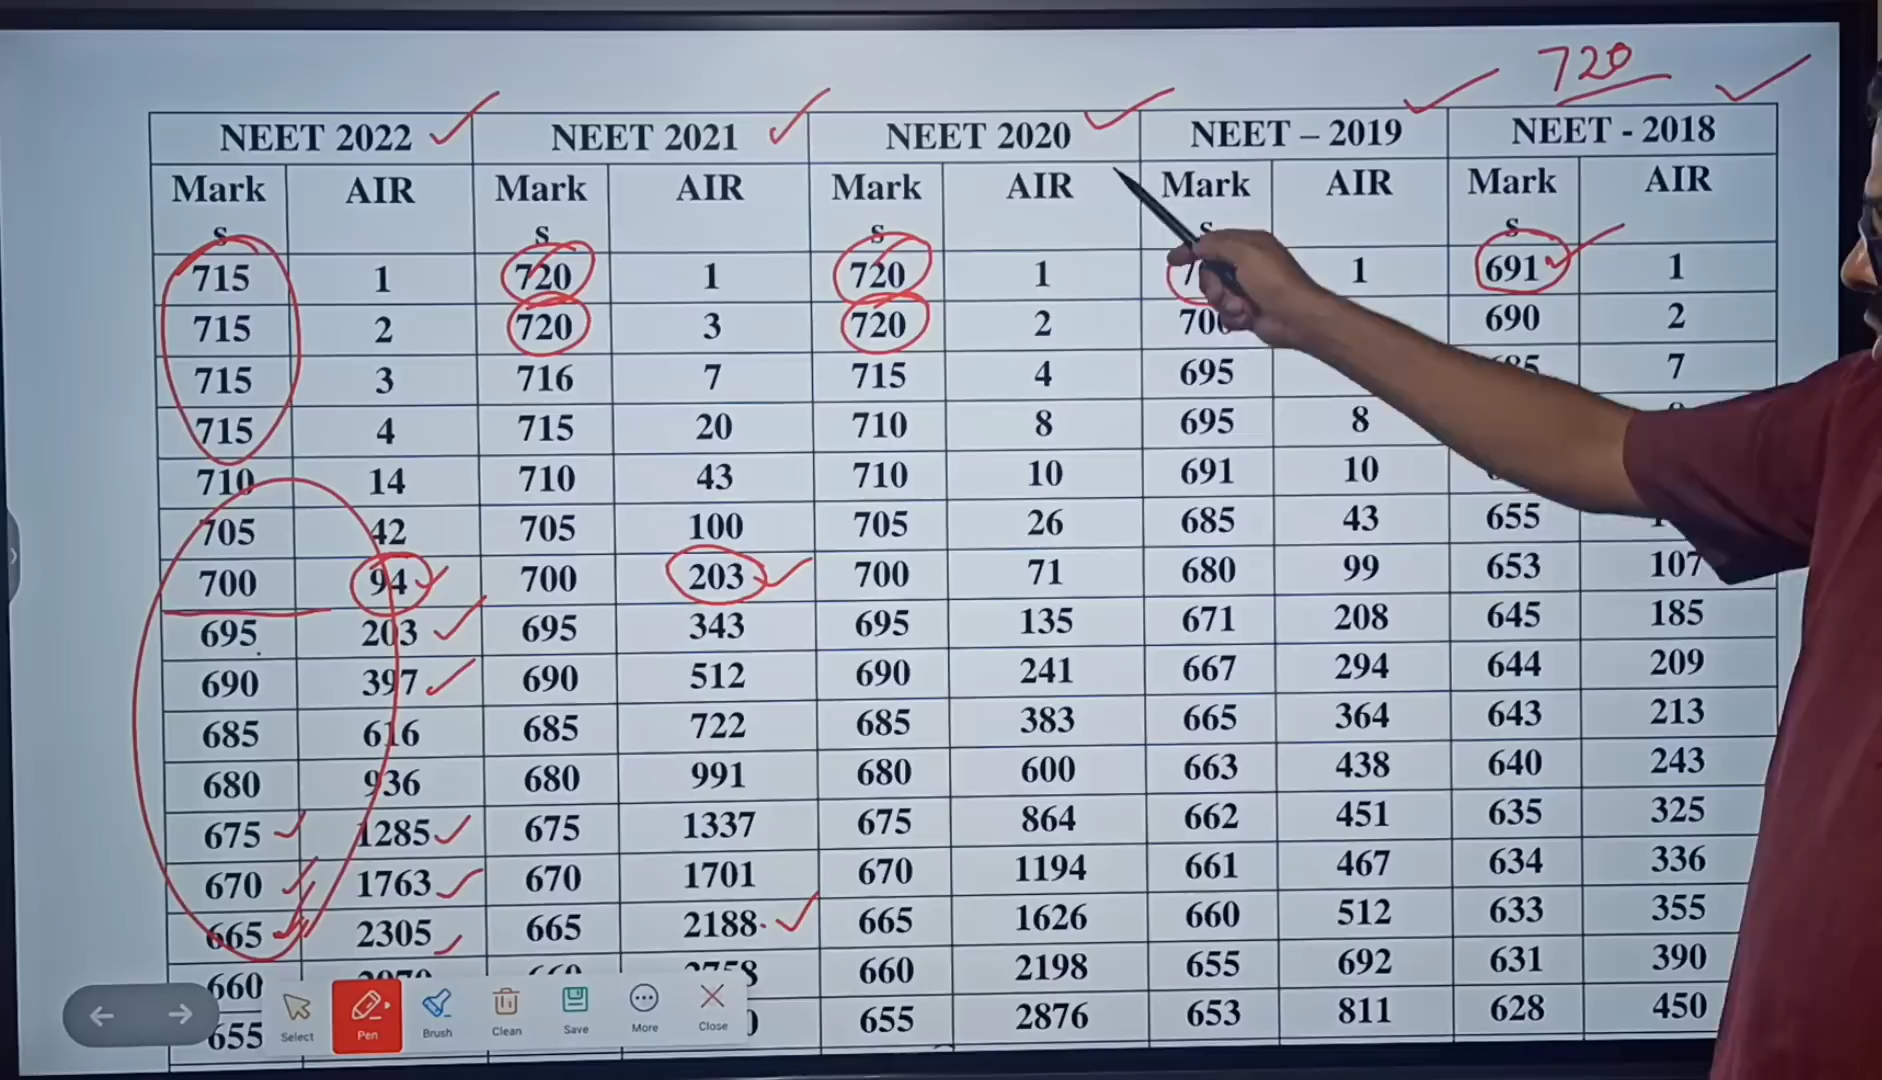 720
NEET 2022 NEET 2021 NEET 2020 NEET – 2019 NEET - 2018
Mark AIR Mark AIR Mark AIR Mark AIR Mark AIR
s s s s s
715 1 720 1 720 1 1 691 1
715 2 720 3 720 2 690 2
715 3 716 7 715 4 695 7
715 4 715 20 710 8 695 8
710 14 710 43 710 10 691 10
705 42 705 100 705 26 685 43 655
700 94 700 203 700 71 680 99 653 107
695 203 695 343 695 135 671 208 645 185
690 397 690 512 690 241 667 294 644 209
685 616 685 722 685 383 665 364 643 213
680 936 680 991 680 600 663 438 640 243
675 1285 675 1337 675 864 662 451 635 325
670 1763 670 1701 670 1194 661 467 634 336
665 2305 665 2188 665 1626 660 512 633 355
660 660 2198 655 692 631 390
655 655 2876 653 811 628 450
Select Pen Brush Clean Save More Close